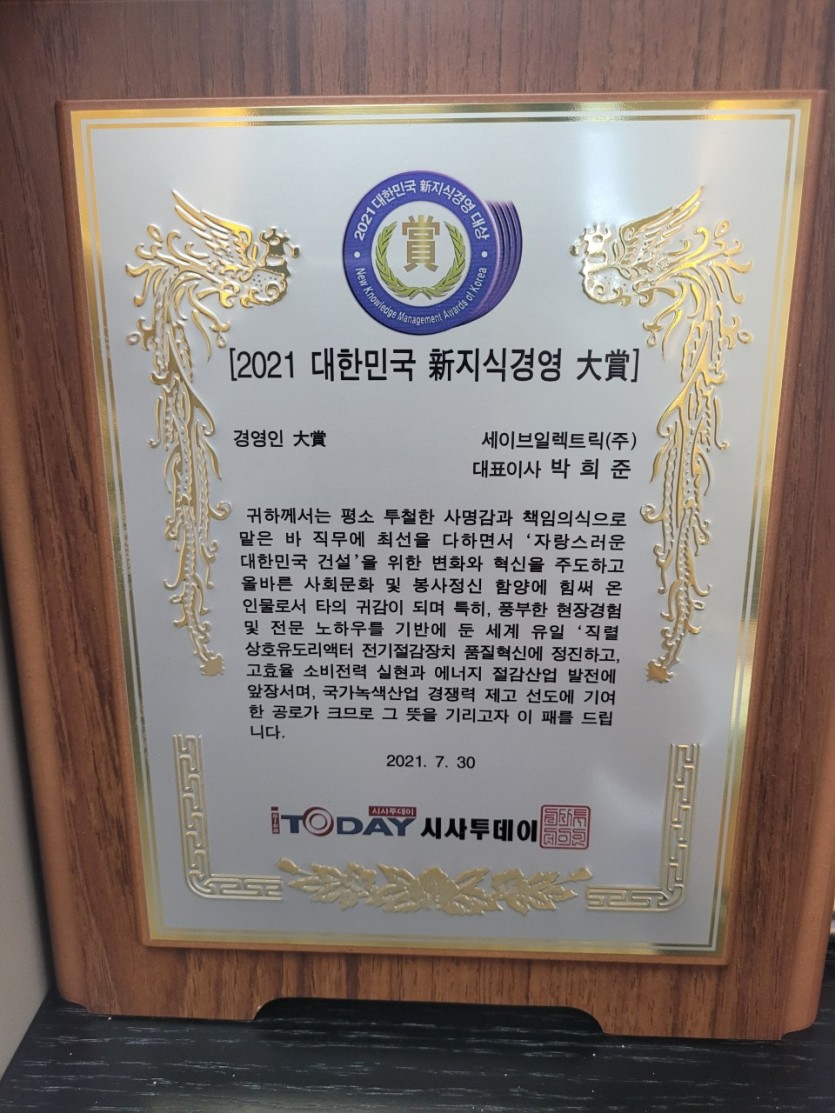 2021 대한민국 新지식경영 대상
賞
New Knowledge Management Awards of Korea
[2021 대한민국 新지식경영 大賞]
경영인 大賞
세이브일렉트릭(주)
대표이사 박 희 준
귀하께서는 평소 투철한 사명감과 책임의식으로
맡은 바 직무에 최선을 다하면서 '자랑스러운
대한민국 건설'을 위한 변화와 혁신을 주도하고
올바른 사회문화 및 봉사정신 함양에 힘써 온
인물로서 타의 귀감이 되며 특히, 풍부한 현장경험
및 전문 노하우를 기반에 둔 세계 유일 '직렬
상호유도리액터 전기절감장치 품질혁신에 정진하고,
고효율 소비전력 실현과 에너지 절감산업 발전에
앞장서며, 국가녹색산업 경쟁력 제고 선도에 기여
한 공로가 크므로 그 뜻을 기리고자 이 패를 드립
니다.
2021. 7. 30
시사투데이
TODAY 시사투데이